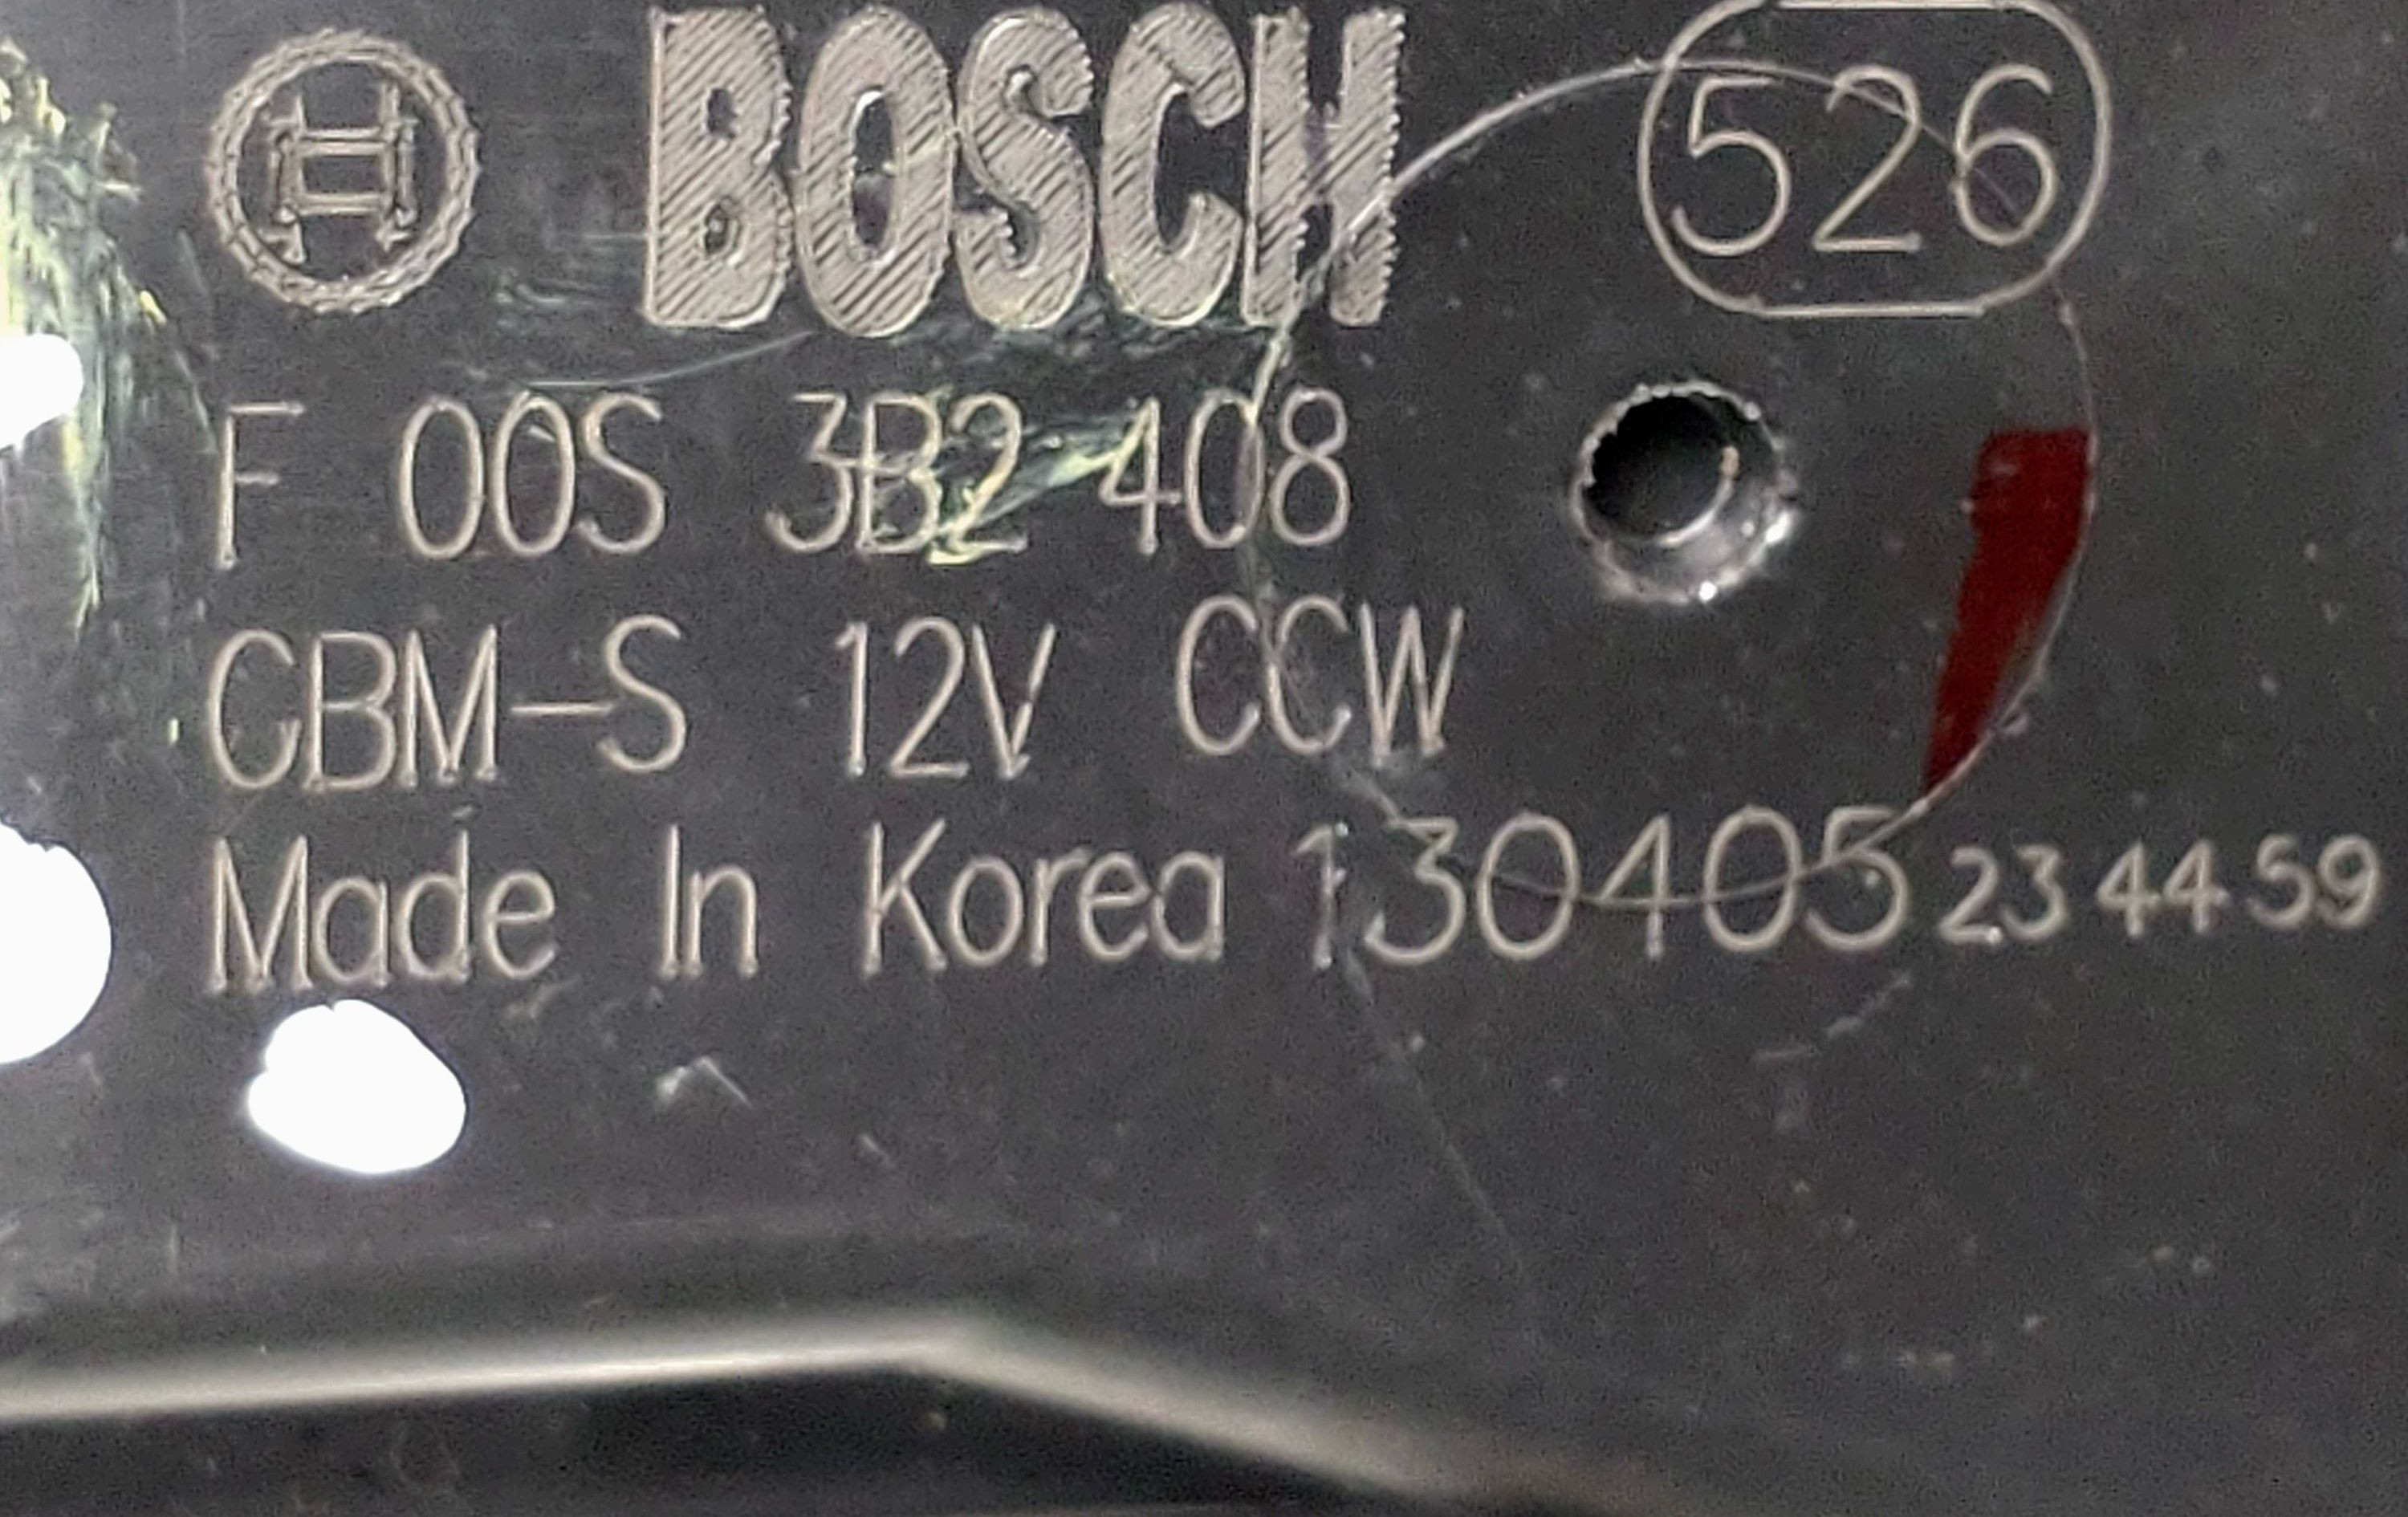 BOSCH 526
F 00S 3B2 408
CBM-S 12V CCW
Made In Korea 130405 23 44 59